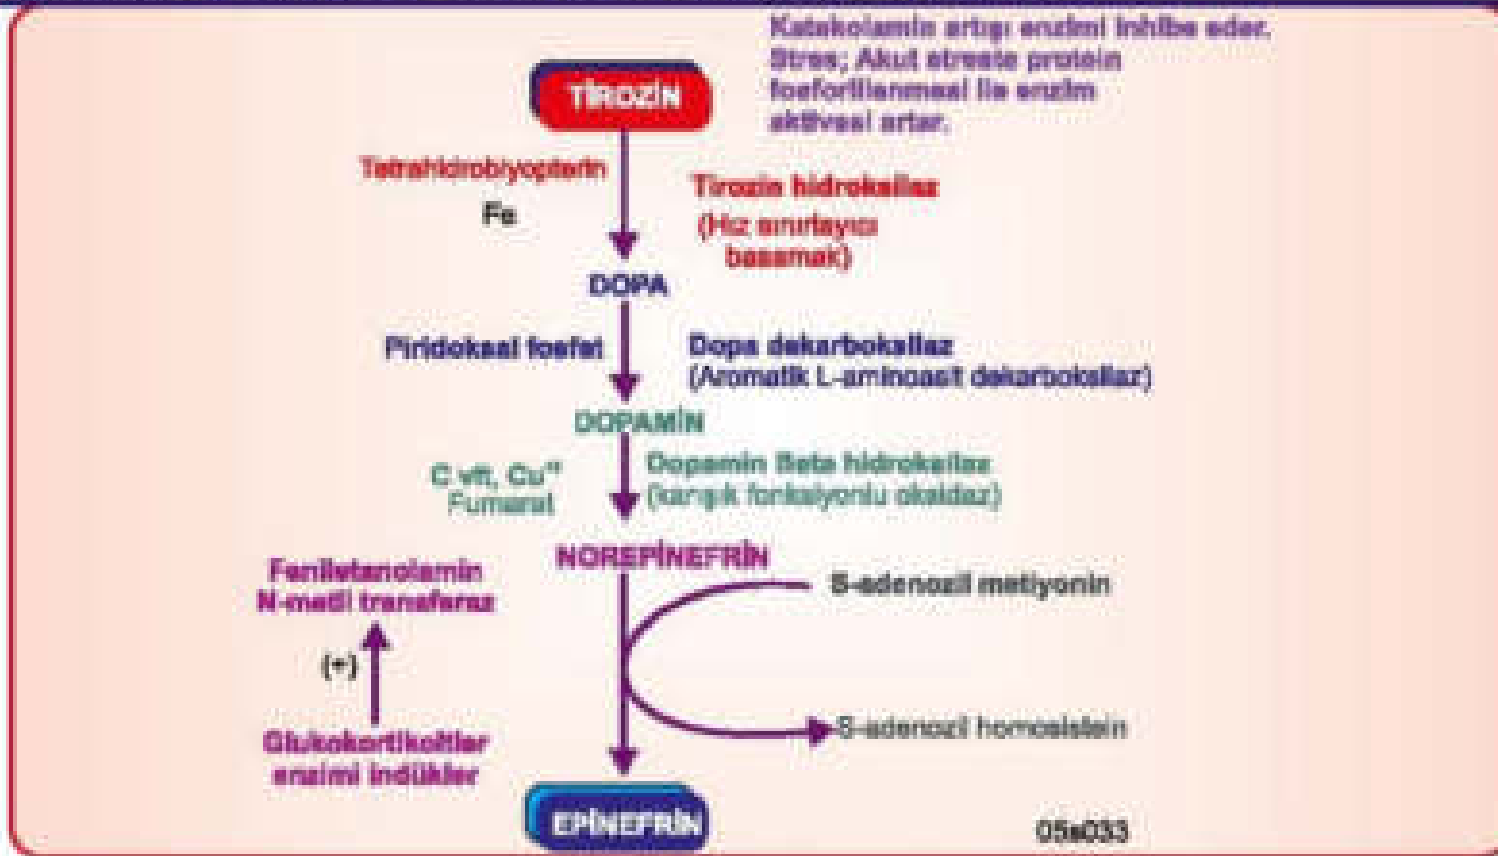 Katekolamin artışı enzimi inhibe eder.
Stres; Akut streste protein
fosforillenmesi ile enzim
aktivesi artar.
TİROZİN
Tetrahidrobiyopterin
Fe
Tirozin hidroksilaz
(Hız sınırlayıcı
basamak)
DOPA
Piridoksal fosfat
Dopa dekarboksilaz
(Aromatik L-aminoasit dekarboksilaz)
DOPAMİN
C vit, Cu
Fumarat
Dopamin Beta hidroksilaz
(karışık fonksiyonlu oksidaz)
NOREPİNEFRİN
Feniletanolamin
N-metil transferaz
S-adenozil metiyonin
(+)
S-adenozil homosistein
Glukokortikoitler
enzimi indükler
EPİNEFRİN
05s033